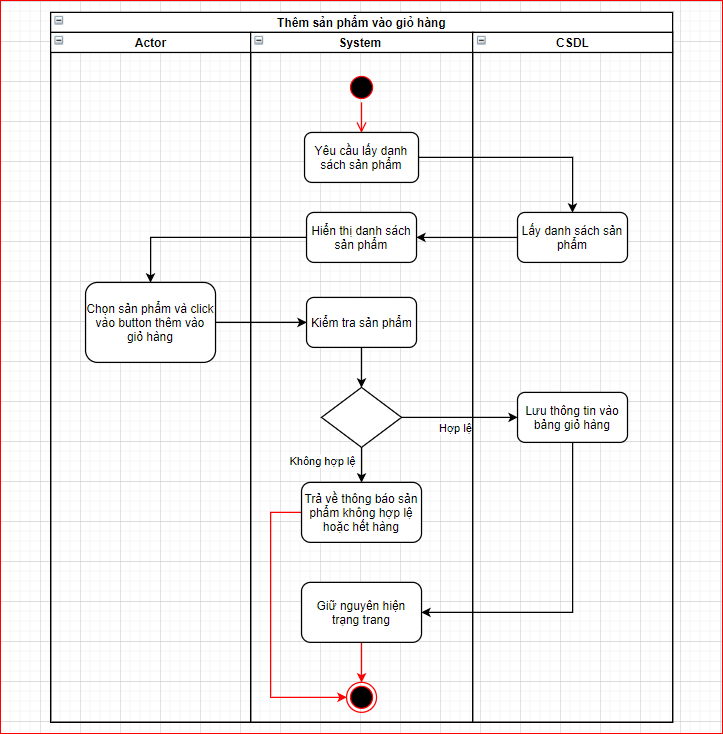 Thêm sản phẩm vào giỏ hàng
Actor
System
CSDL
Yêu cầu lấy danh
sách sản phẩm
Lấy danh sách sản
phẩm
Hiển thị danh sách
sản phẩm
Chọn sản phẩm và click
vào button thêm vào
giỏ hàng
Kiểm tra sản phẩm
Hợp lệ
Lưu thông tin vào
bảng giỏ hàng
Không hợp lệ
Trả về thông báo sản
phẩm không hợp lệ
hoặc hết hàng
Giữ nguyên hiện
trạng trang